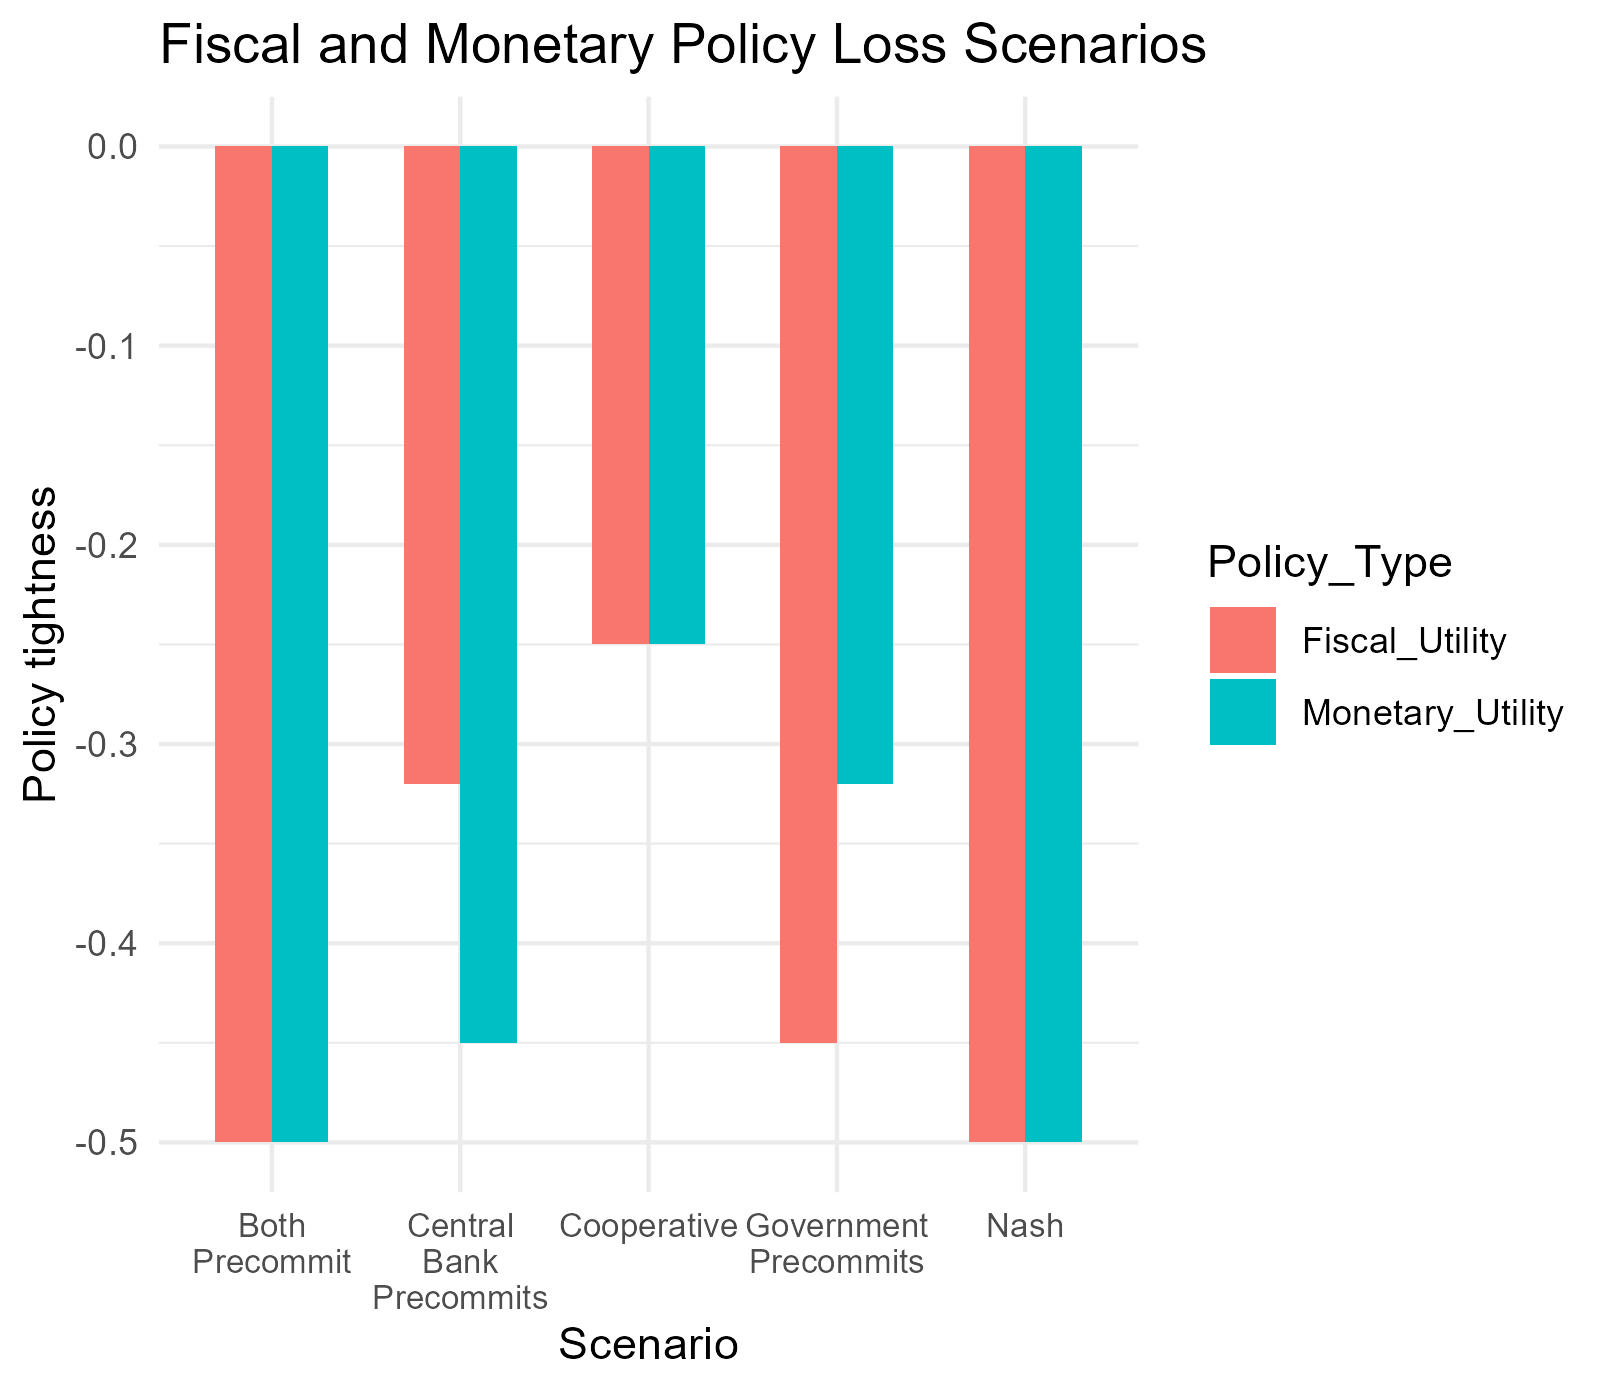 Fiscal and Monetary Policy Loss Scenarios
0.0
-0.1
-0.2
-0.3
-0.4
-0.5
Policy tightness
Both
Precommit
Central
Bank
Precommits
Cooperative
Government
Precommits
Nash
Scenario
Policy_Type
Fiscal_Utility
Monetary_Utility